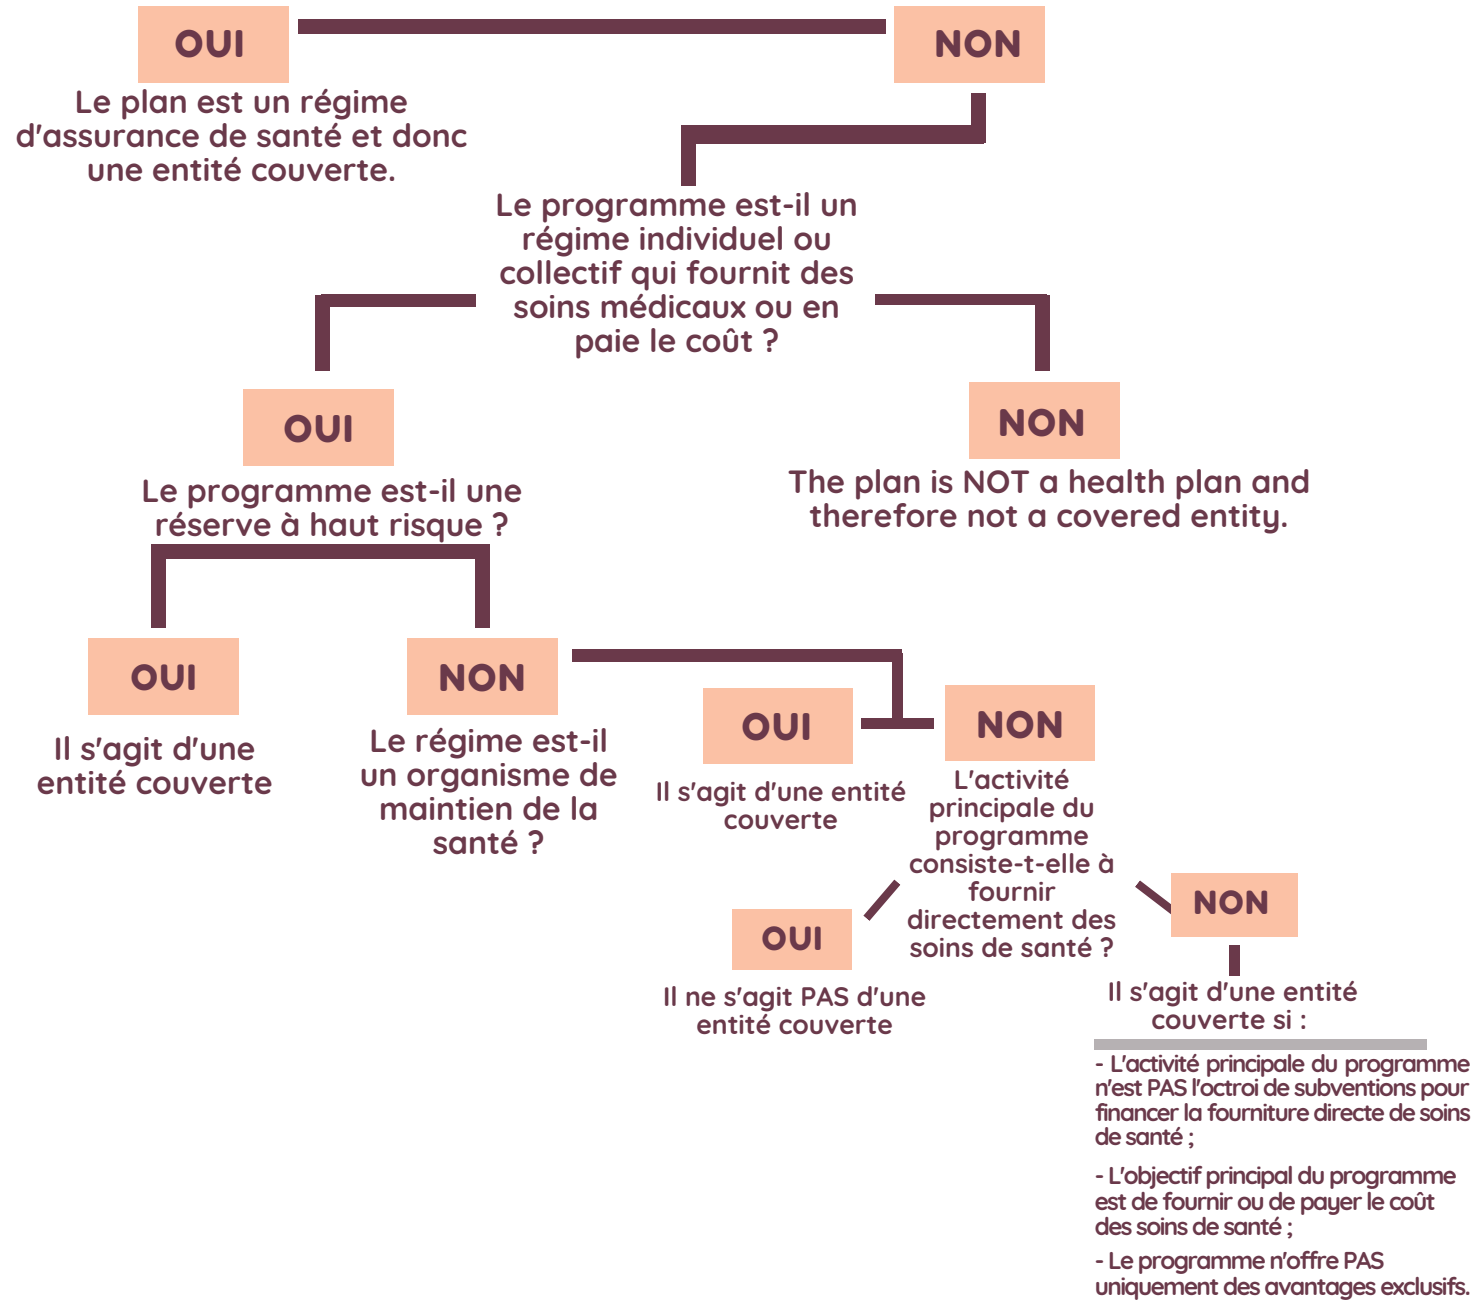 OUI
NON
Le plan est un régime
d'assurance de santé et donc
une entité couverte.
Le programme est-il un
régime individuel ou
collectif qui fournit des
soins médicaux ou en
paie le coût ?
OUI
NON
Le programme est-il une
réserve à haut risque ?
The plan is NOT a health plan and
therefore not a covered entity.
OUI
Il s'agit d'une
entité couverte
NON
Le régime est-il
un organisme de
maintien de la
santé ?
OUI
Il s'agit d'une entité
couverte
NON
L'activité
principale du
programme
consiste-t-elle à
fournir
directement des
soins de santé ?
OUI
Il ne s'agit PAS d'une
entité couverte
NON
Il s'agit d'une entité
couverte si :
- L'activité principale du programme
n'est PAS l'octroi de subventions pour
financer la fourniture directe de soins
de santé ;
- L'objectif principal du programme
est de fournir ou de payer le coût
des soins de santé ;
- Le programme n'offre PAS
uniquement des avantages exclusifs.